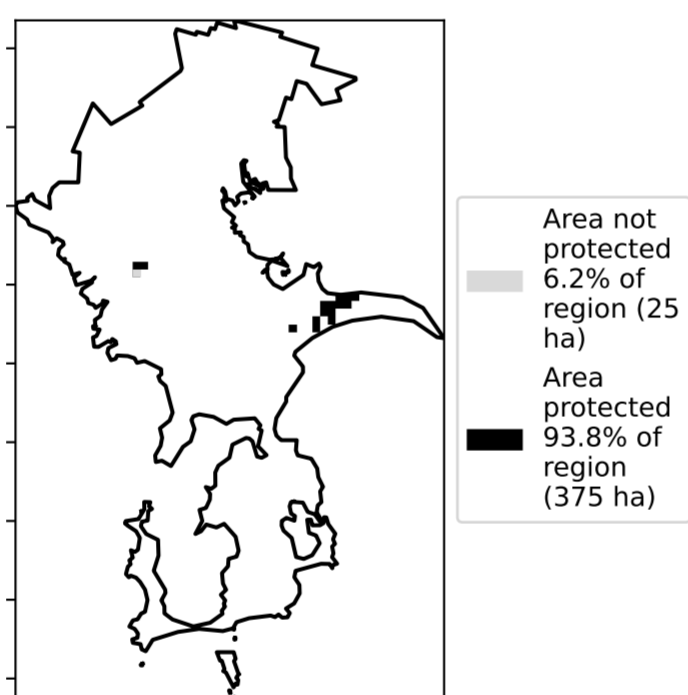 Area not
protected
6.2% of
region (25
ha)
Area
protected
93.8% of
region
(375 ha)